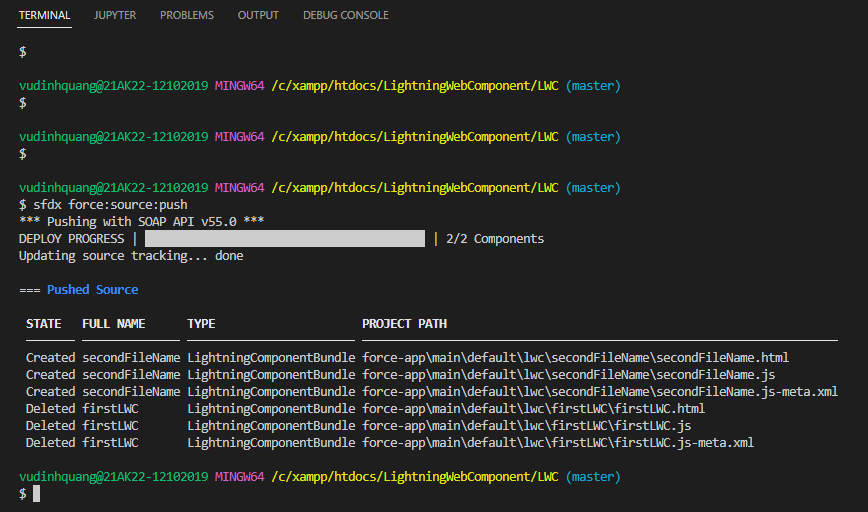 TERMINAL JUPYTER PROBLEMS OUTPUT DEBUG CONSOLE
$
vudinhquang@21AK22-12102019 MINGW64 /c/xampp/htdocs/LightningWebComponent/LWC (master)
$
vudinhquang@21AK22-12102019 MINGW64 /c/xampp/htdocs/LightningWebComponent/LWC (master)
$
vudinhquang@21AK22-12102019 MINGW64 /c/xampp/htdocs/LightningWebComponent/LWC (master)
$ sfdx force:source:push
*** Pushing with SOAP API v55.0 ***
DEPLOY PROGRESS | | 2/2 Components
Updating source tracking... done
=== Pushed Source
STATE FULL NAME TYPE PROJECT PATH
Created secondFileName LightningComponentBundle force-app\main\default\lwc\secondFileName\secondFileName.html
Created secondFileName LightningComponentBundle force-app\main\default\lwc\secondFileName\secondFileName.js
Created secondFileName LightningComponentBundle force-app\main\default\lwc\secondFileName\secondFileName.js-meta.xml
Deleted firstLWC LightningComponentBundle force-app\main\default\lwc\firstLWC\firstLWC.html
Deleted firstLWC LightningComponentBundle force-app\main\default\lwc\firstLWC\firstLWC.js
Deleted firstLWC LightningComponentBundle force-app\main\default\lwc\firstLWC\firstLWC.js-meta.xml
vudinhquang@21AK22-12102019 MINGW64 /c/xampp/htdocs/LightningWebComponent/LWC (master)
$